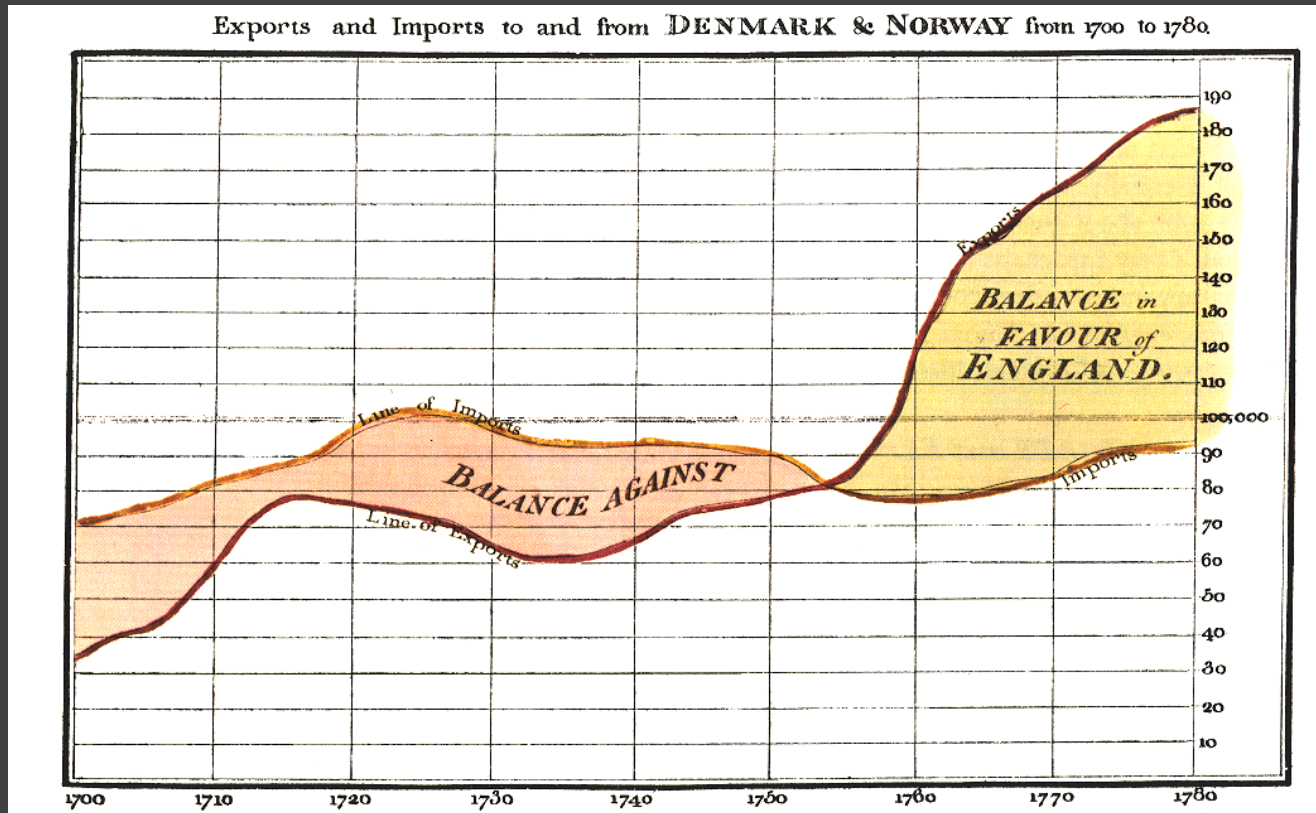 Exports and Imports to and from DENMARK & NORWAY from 1700 to 1780.
190
180
170
160
Exports
150
140
BALANCE in
130
FAVOUR of
120
ENGLAND.
110
Line of Imports
100,000
90
Imports
BALANCE AGAINST
80
Line of Exports
70
60
50
40
30
20
10
1700 1710 1720 1730 1740 1750 1760 1770 1780